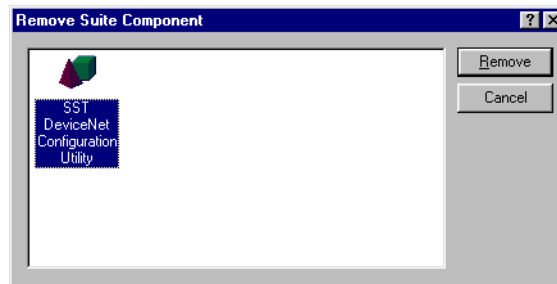 Remove Suite Component
SST
DeviceNet
Configuration
Utility
Remove
Cancel